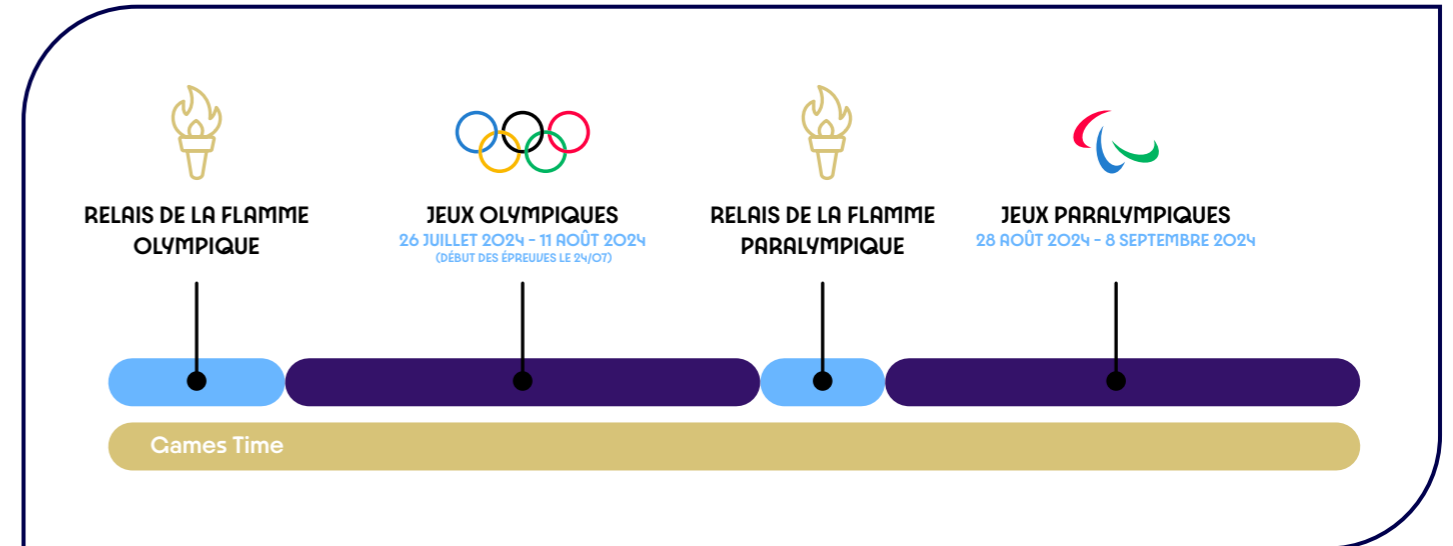 RELAIS DE LA FLAMME
OLYMPIQUE
JEUX OLYMPIQUES
26 JUILLET 2024 - 11 AOÛT 2024
(DÉBUT DES ÉPREUVES LE 24/07)
RELAIS DE LA FLAMME
PARALYMPIQUE
JEUX PARALYMPIQUES
28 AOÛT 2024 - 8 SEPTEMBRE 2024
Games Time